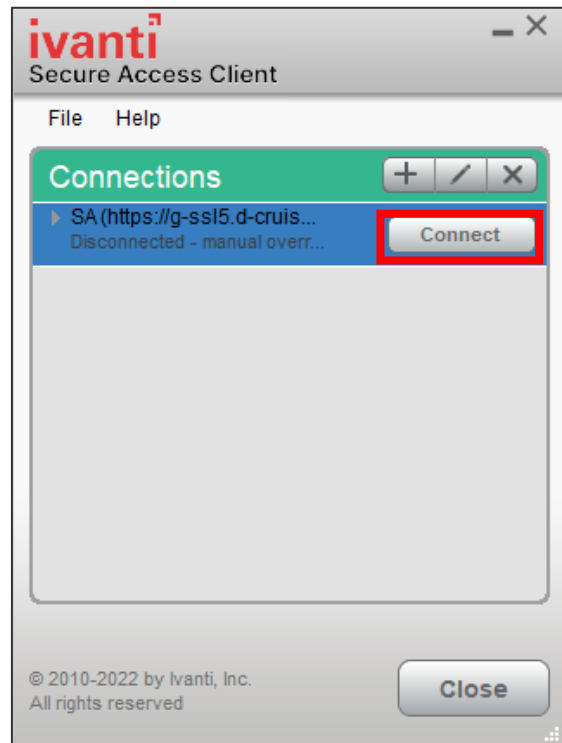 ivanti
Secure Access Client
File Help
Connections
SA(https://g-ssl5.d-cruis...
Disconnected - manual overr...
Connect
© 2010-2022 by Ivanti, Inc.
All rights reserved
Close